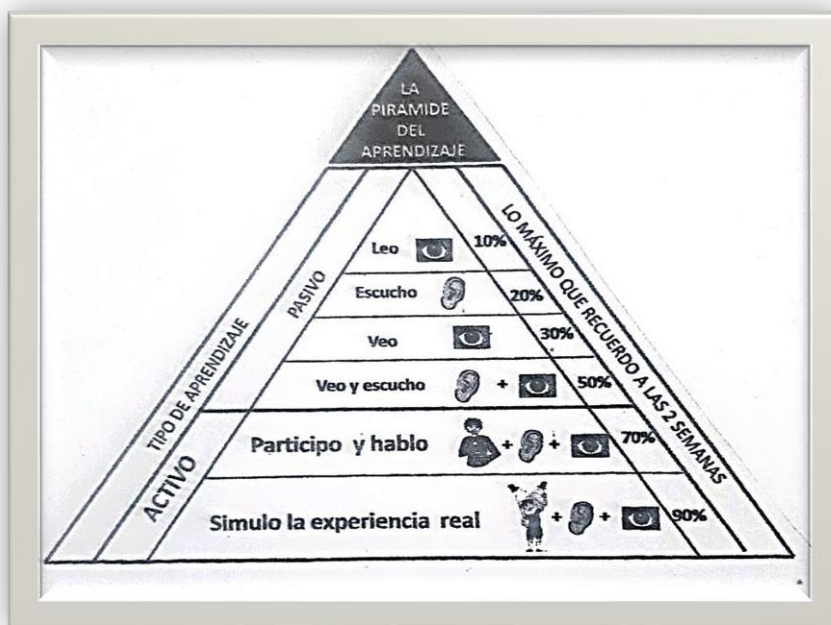 LA
PIRÁMIDE
DEL
APRENDIZAJE
TIPO DE APRENDIZAJE
PASIVO
ACTIVO
LO MÁXIMO QUE RECUERDO A LAS 2 SEMANAS
Leo 10%
Escucho 20%
Veo 30%
Veo y escucho + 50%
Participo y hablo + + 70%
Simulo la experiencia real + + 90%